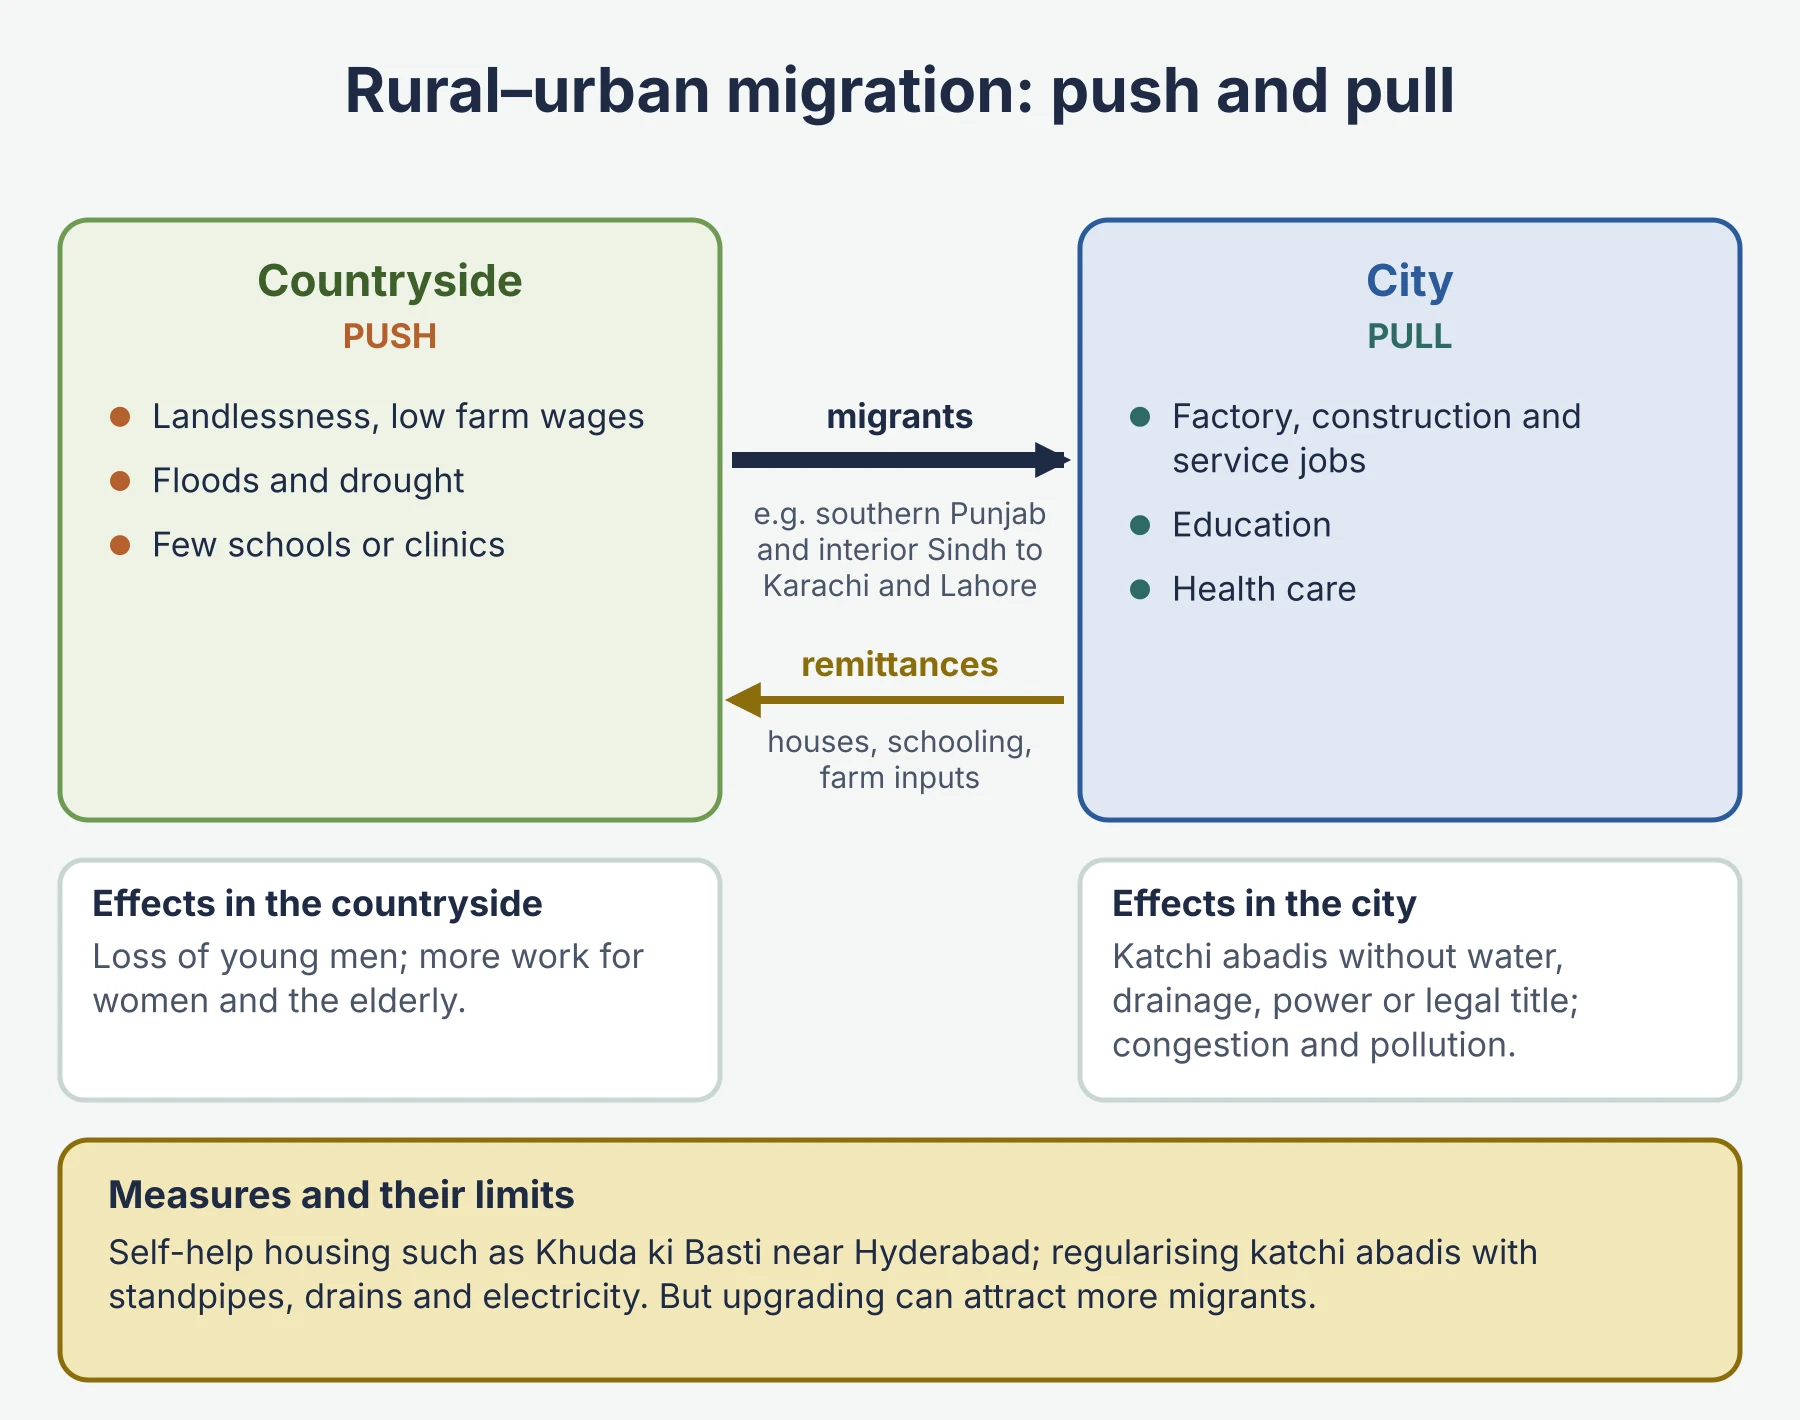 Rural–urban migration: push and pull
Countryside
PUSH
Landlessness, low farm wages
Floods and drought
Few schools or clinics
migrants
e.g. southern Punjab
and interior Sindh to
Karachi and Lahore
remittances
houses, schooling,
farm inputs
City
PULL
Factory, construction and
service jobs
Education
Health care
Effects in the countryside
Loss of young men; more work for
women and the elderly.
Effects in the city
Katchi abadis without water,
drainage, power or legal title;
congestion and pollution.
Measures and their limits
Self-help housing such as Khuda ki Basti near Hyderabad; regularising katchi abadis with
standpipes, drains and electricity. But upgrading can attract more migrants.